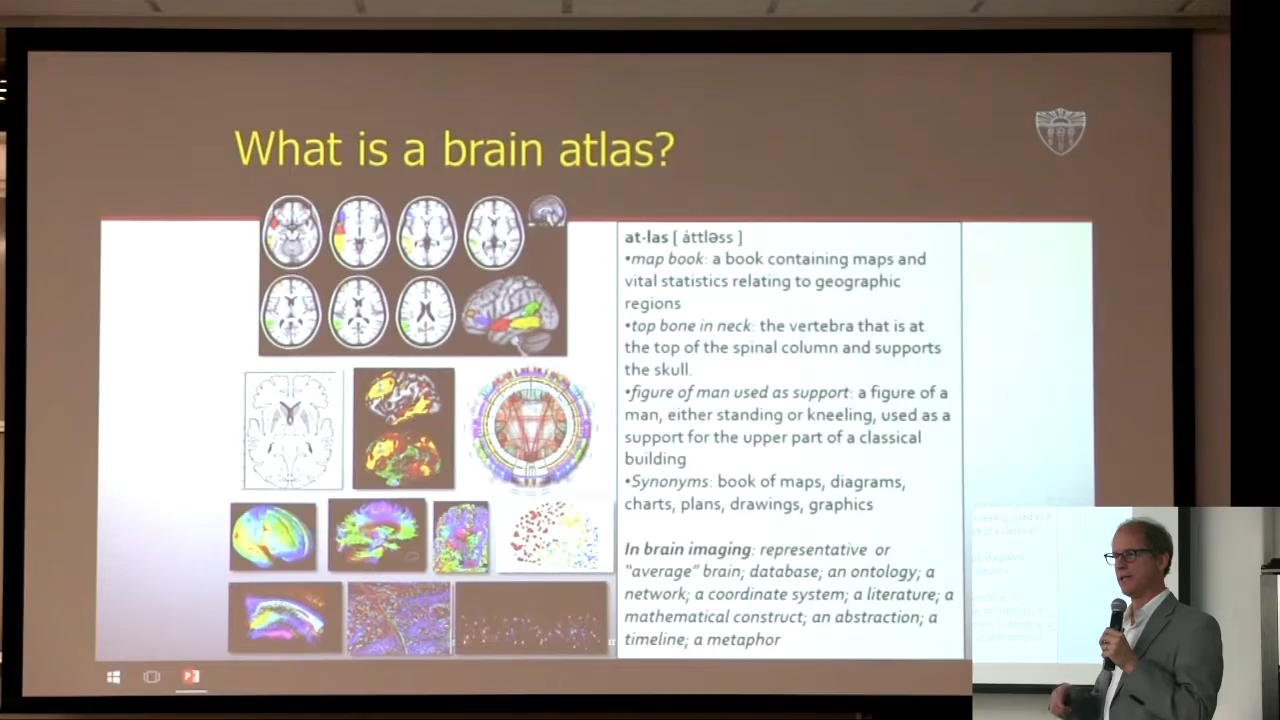 What is a brain atlas?
at-las [ áttləss ]
•map book: a book containing maps and
vital statistics relating to geographic
regions
•top bone in neck: the vertebra that is at
the top of the spinal column and supports
the skull.
•figure of man used as support: a figure of a
man, either standing or kneeling, used as a
support for the upper part of a classical
building
•Synonyms: book of maps, diagrams,
charts, plans, drawings, graphics
In brain imaging: representative or
"average" brain; database; an ontology; a
network; a coordinate system; a literature; a
mathematical construct; an abstraction; a
timeline; a metaphor